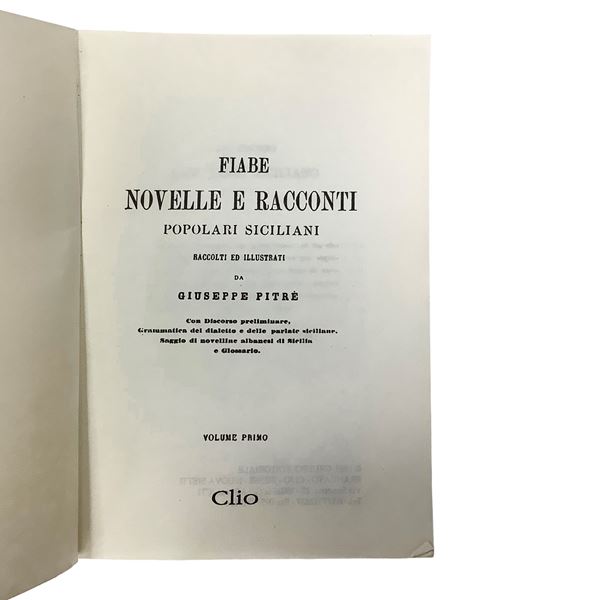 FIABE
NOVELLE E RACCONTI
POPOLARI SICILIANI
RACCOLTI ED ILLUSTRATI
DA
GIUSEPPE PITRÈ
Con Discorso preliminare,
Grammatica del dialetto e delle parlate siciliane,
Saggio di novelline albanesi di Sicilia
e Glossario.
VOLUME PRIMO
Clio